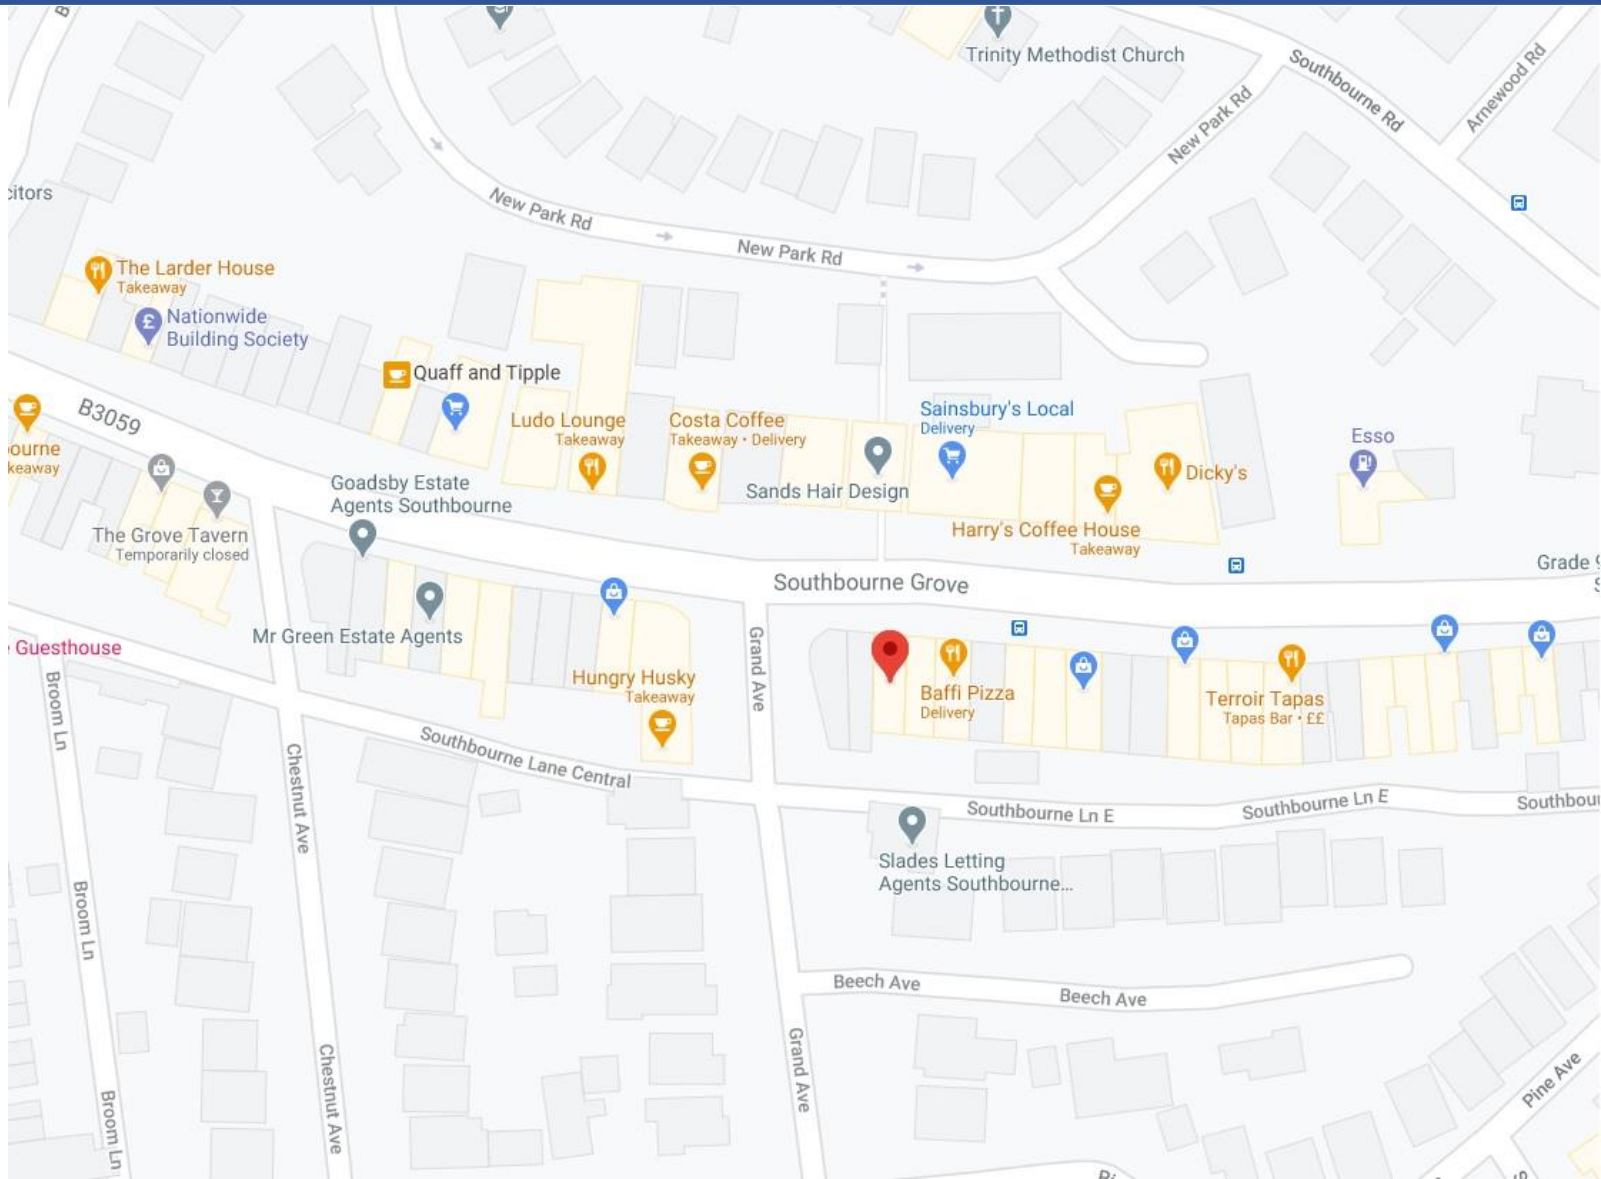 Trinity Methodist Church
Southbourne Rd
Arnewood Rd
New Park Rd
citors
New Park Rd
New Park Rd
The Larder House
Takeaway
Nationwide
Building Society
Quaff and Tipple
B3059
Ludo Lounge
Takeaway
Costa Coffee
Takeaway • Delivery
Sainsbury's Local
Delivery
Esso
ourne
keaway
Goadsby Estate
Agents Southbourne
Sands Hair Design
Dicky's
The Grove Tavern
Temporarily closed
Harry's Coffee House
Takeaway
Grade 9
Southbourne Grove
Mr Green Estate Agents
Guesthouse
Grand Ave
Broom Ln
Hungry Husky
Takeaway
Baffi Pizza
Delivery
Terroir Tapas
Tapas Bar • ££
Southbourne Lane Central
Chestnut Ave
Southbourne Ln E
Southbourne Ln E
Southbou
Slades Letting
Agents Southbourne...
Broom Ln
Beech Ave
Beech Ave
Grand Ave
Chestnut Ave
Pine Ave
Broom Ln